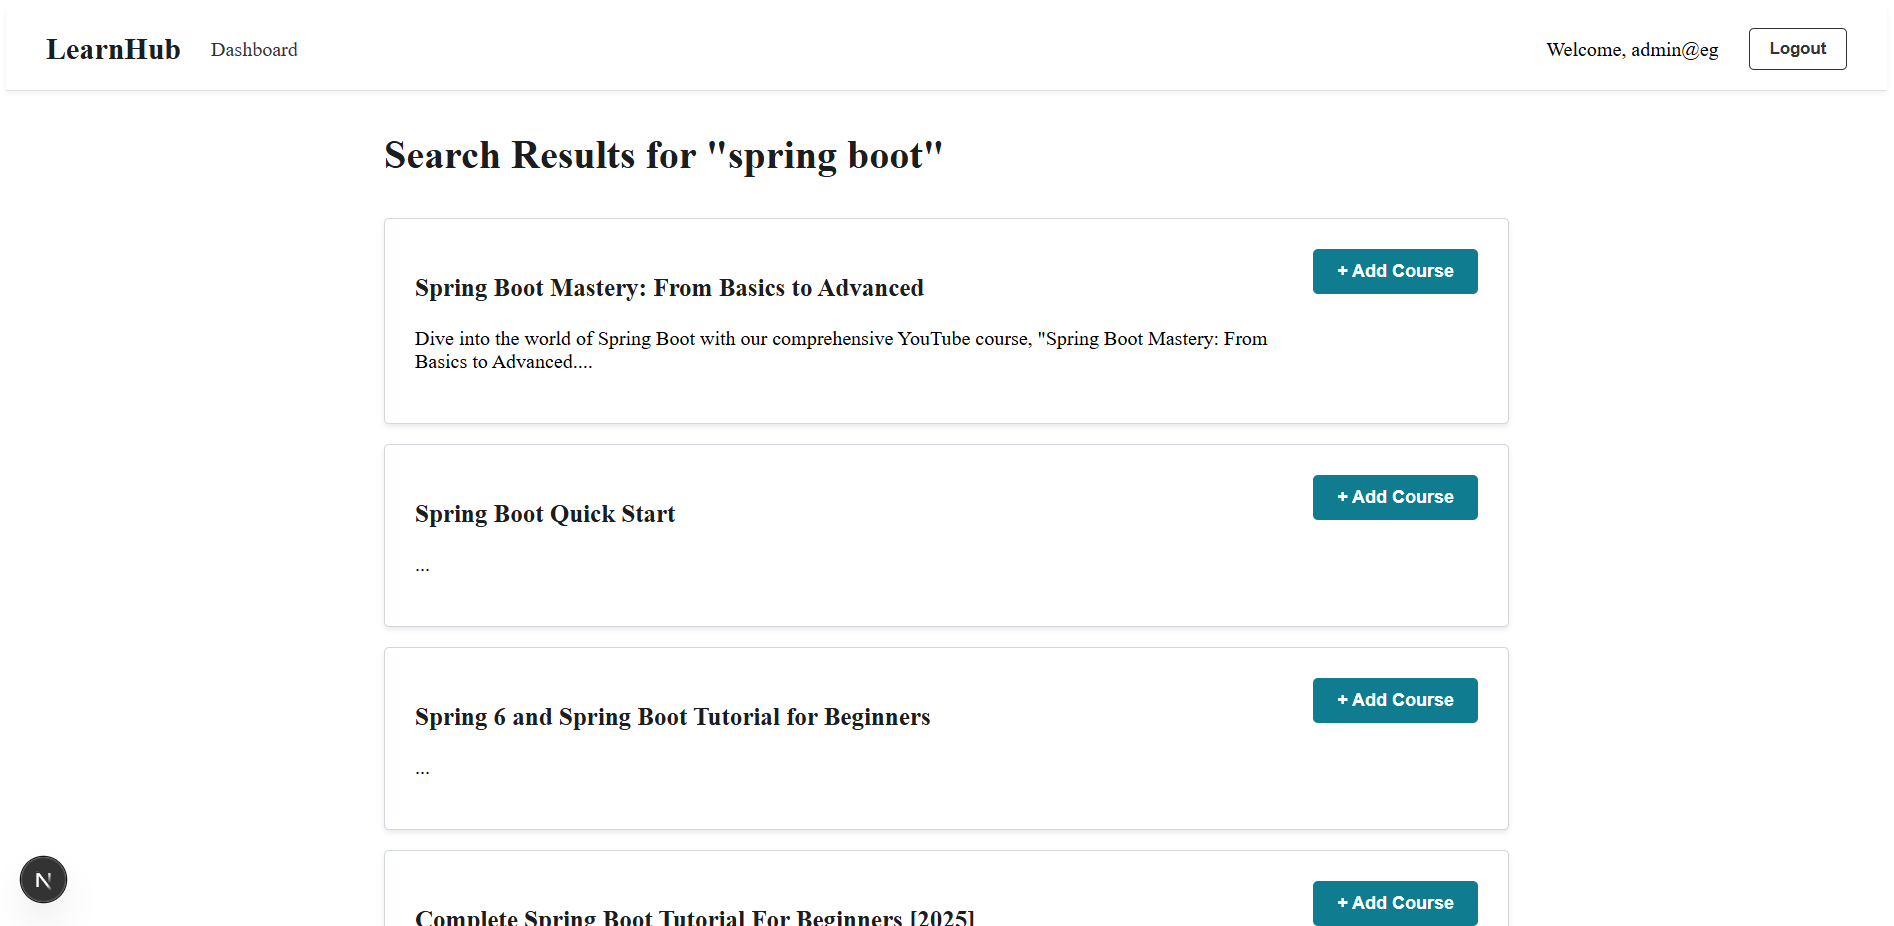 LearnHub Dashboard Welcome, admin@eg Logout
Search Results for "spring boot"
+ Add Course
Spring Boot Mastery: From Basics to Advanced
Dive into the world of Spring Boot with our comprehensive YouTube course, "Spring Boot Mastery: From
Basics to Advanced....
+ Add Course
Spring Boot Quick Start
...
+ Add Course
Spring 6 and Spring Boot Tutorial for Beginners
...
+ Add Course
Complete Spring Boot Tutorial For Beginners [2025]
N